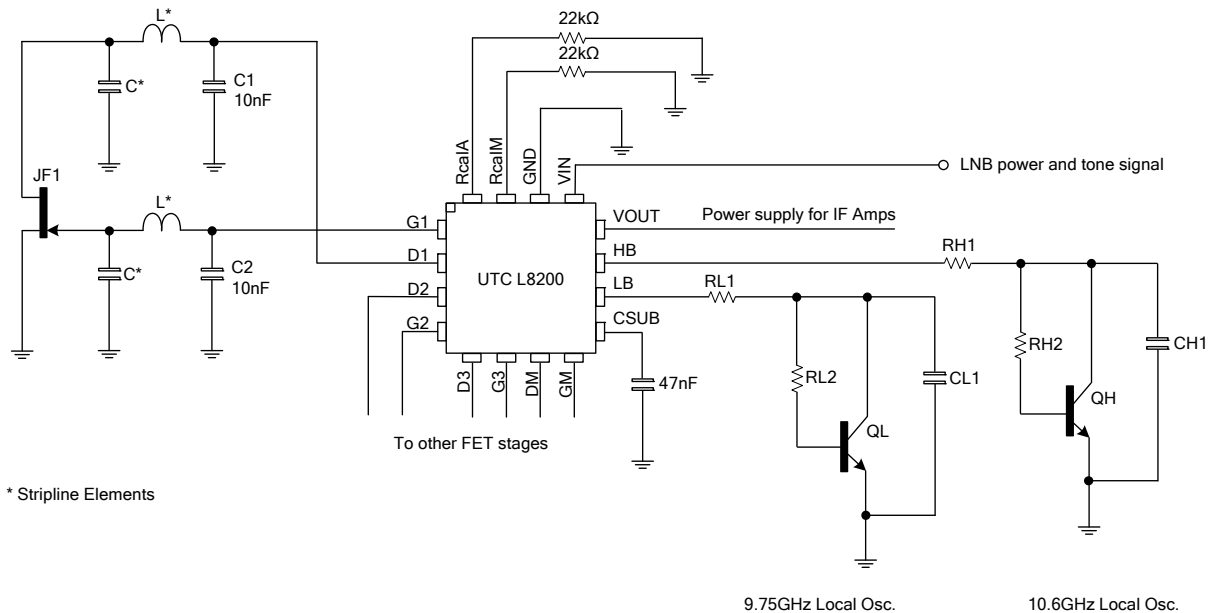 L*
22kΩ
22kΩ
C*
C1
10nF
RcalA
RcalM
GND
VIN
LNB power and tone signal
JF1
L*
G1
VOUT
Power supply for IF Amps
D1
HB
RH1
C*
C2
10nF
UTC L8200
D2
LB
RL1
G2
CSUB
RH2
CH1
D3
G3
DM
GM
47nF
RL2
CL1
QH
To other FET stages
QL
* Stripline Elements
9.75GHz Local Osc.
10.6GHz Local Osc.